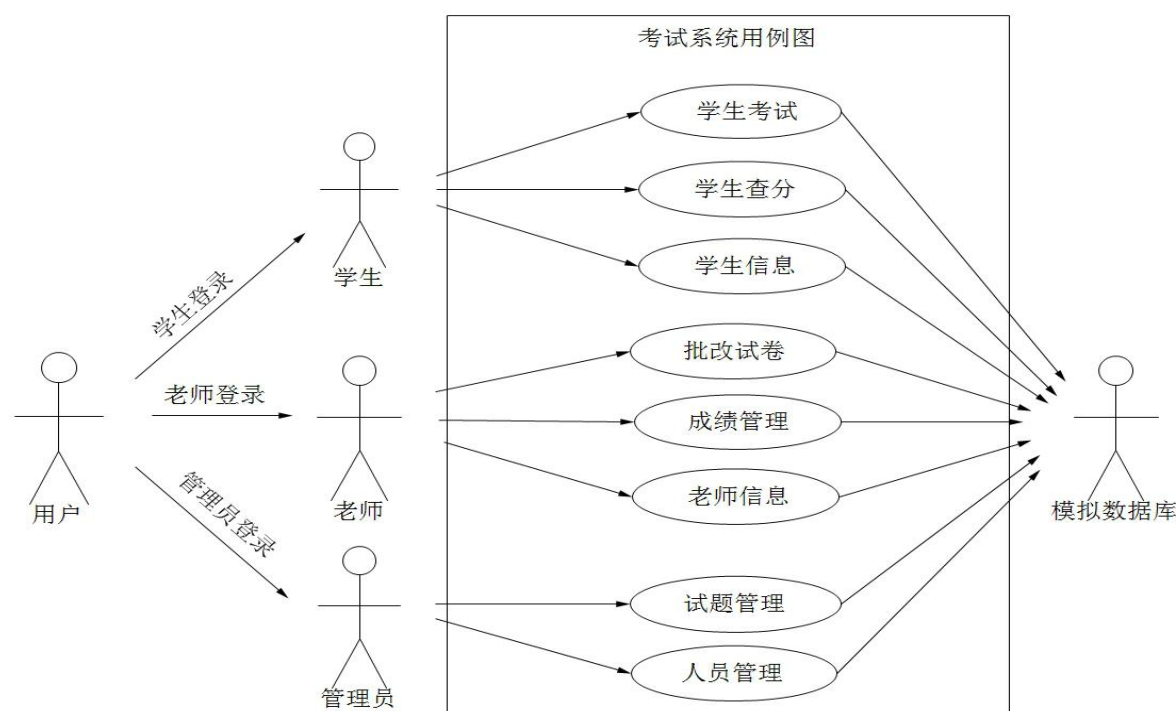 考试系统用例图
学生考试
学生查分
学生信息
学生
学生登录
批改试卷
老师登录
成绩管理
老师信息
用户
老师
模拟数据库
管理员登录
试题管理
人员管理
管理员